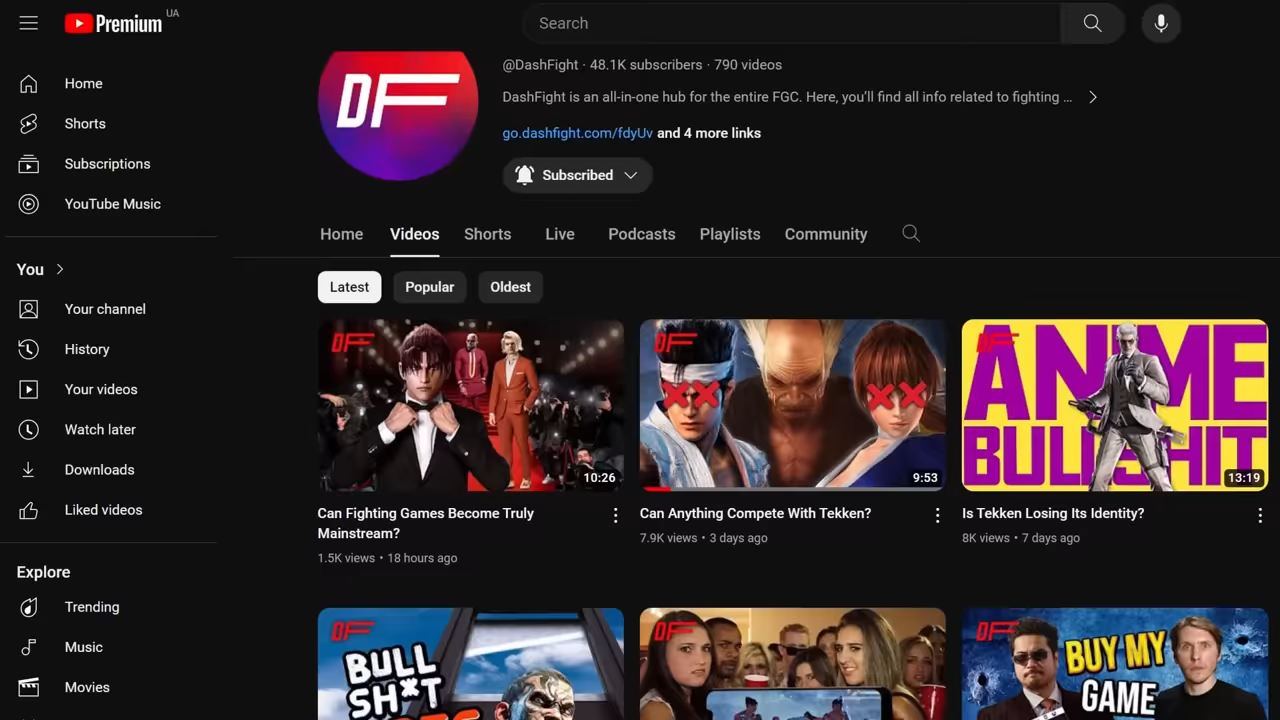 Premium UA
Search
Home
Shorts
Subscriptions
YouTube Music
You
Your channel
History
Your videos
Watch later
Downloads
Liked videos
Explore
Trending
Music
Movies
DF
@DashFight · 48.1K subscribers · 790 videos
DashFight is an all-in-one hub for the entire FGC. Here, you'll find all info related to fighting ...
go.dashfight.com/fdyUv and 4 more links
Subscribed
Home Videos Shorts Live Podcasts Playlists Community
Latest Popular Oldest
DF
10:26
Can Fighting Games Become Truly
Mainstream?
1.5K views • 18 hours ago
DF
9:53
Can Anything Compete With Tekken?
7.9K views • 3 days ago
DF
ANIME
BULLSHIT
13:19
Is Tekken Losing Its Identity?
8K views • 7 days ago
DF
BULL
SH*T
DF
DF
BUY MY
GAME